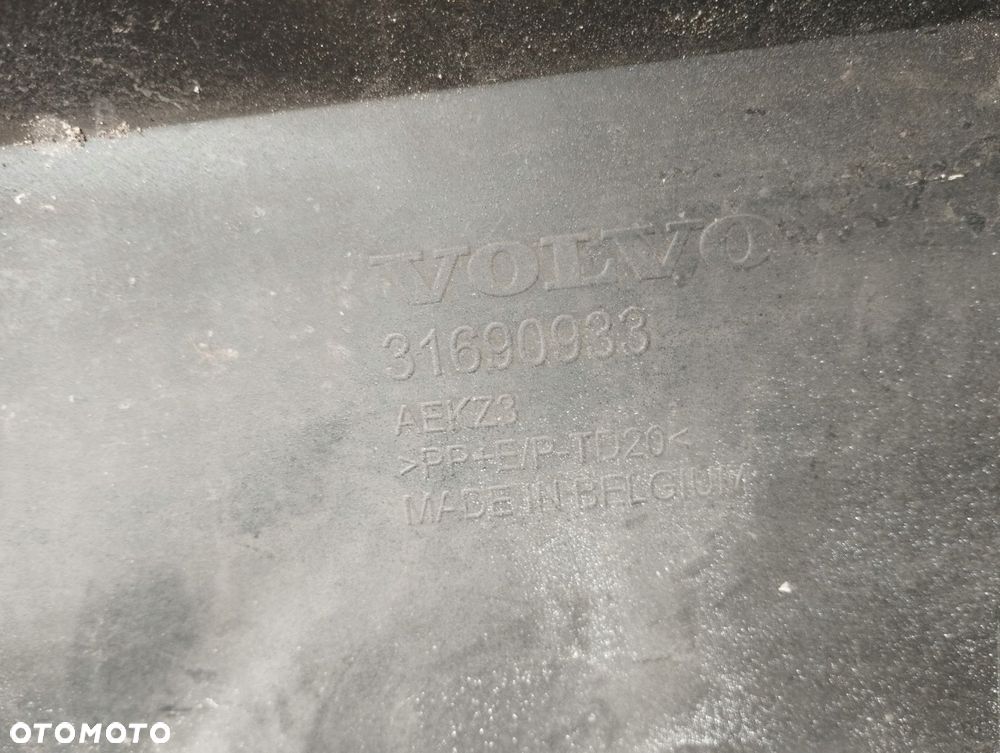 VOLVO
31690933
AEKZ3
>PP+E/P-TD20<
MADE IN BELGIUM
OTOMOTO